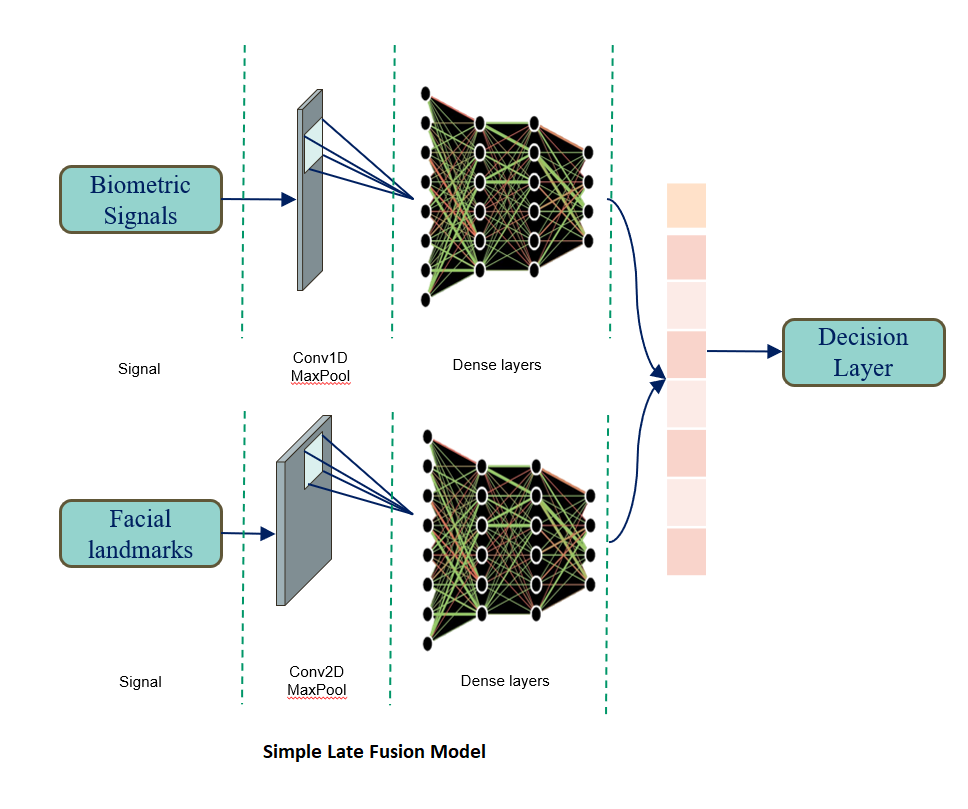 Biometric
Signals
Signal
Conv1D
MaxPool
Dense layers
Decision
Layer
Facial
landmarks
Signal
Conv2D
MaxPool
Dense layers
Simple Late Fusion Model